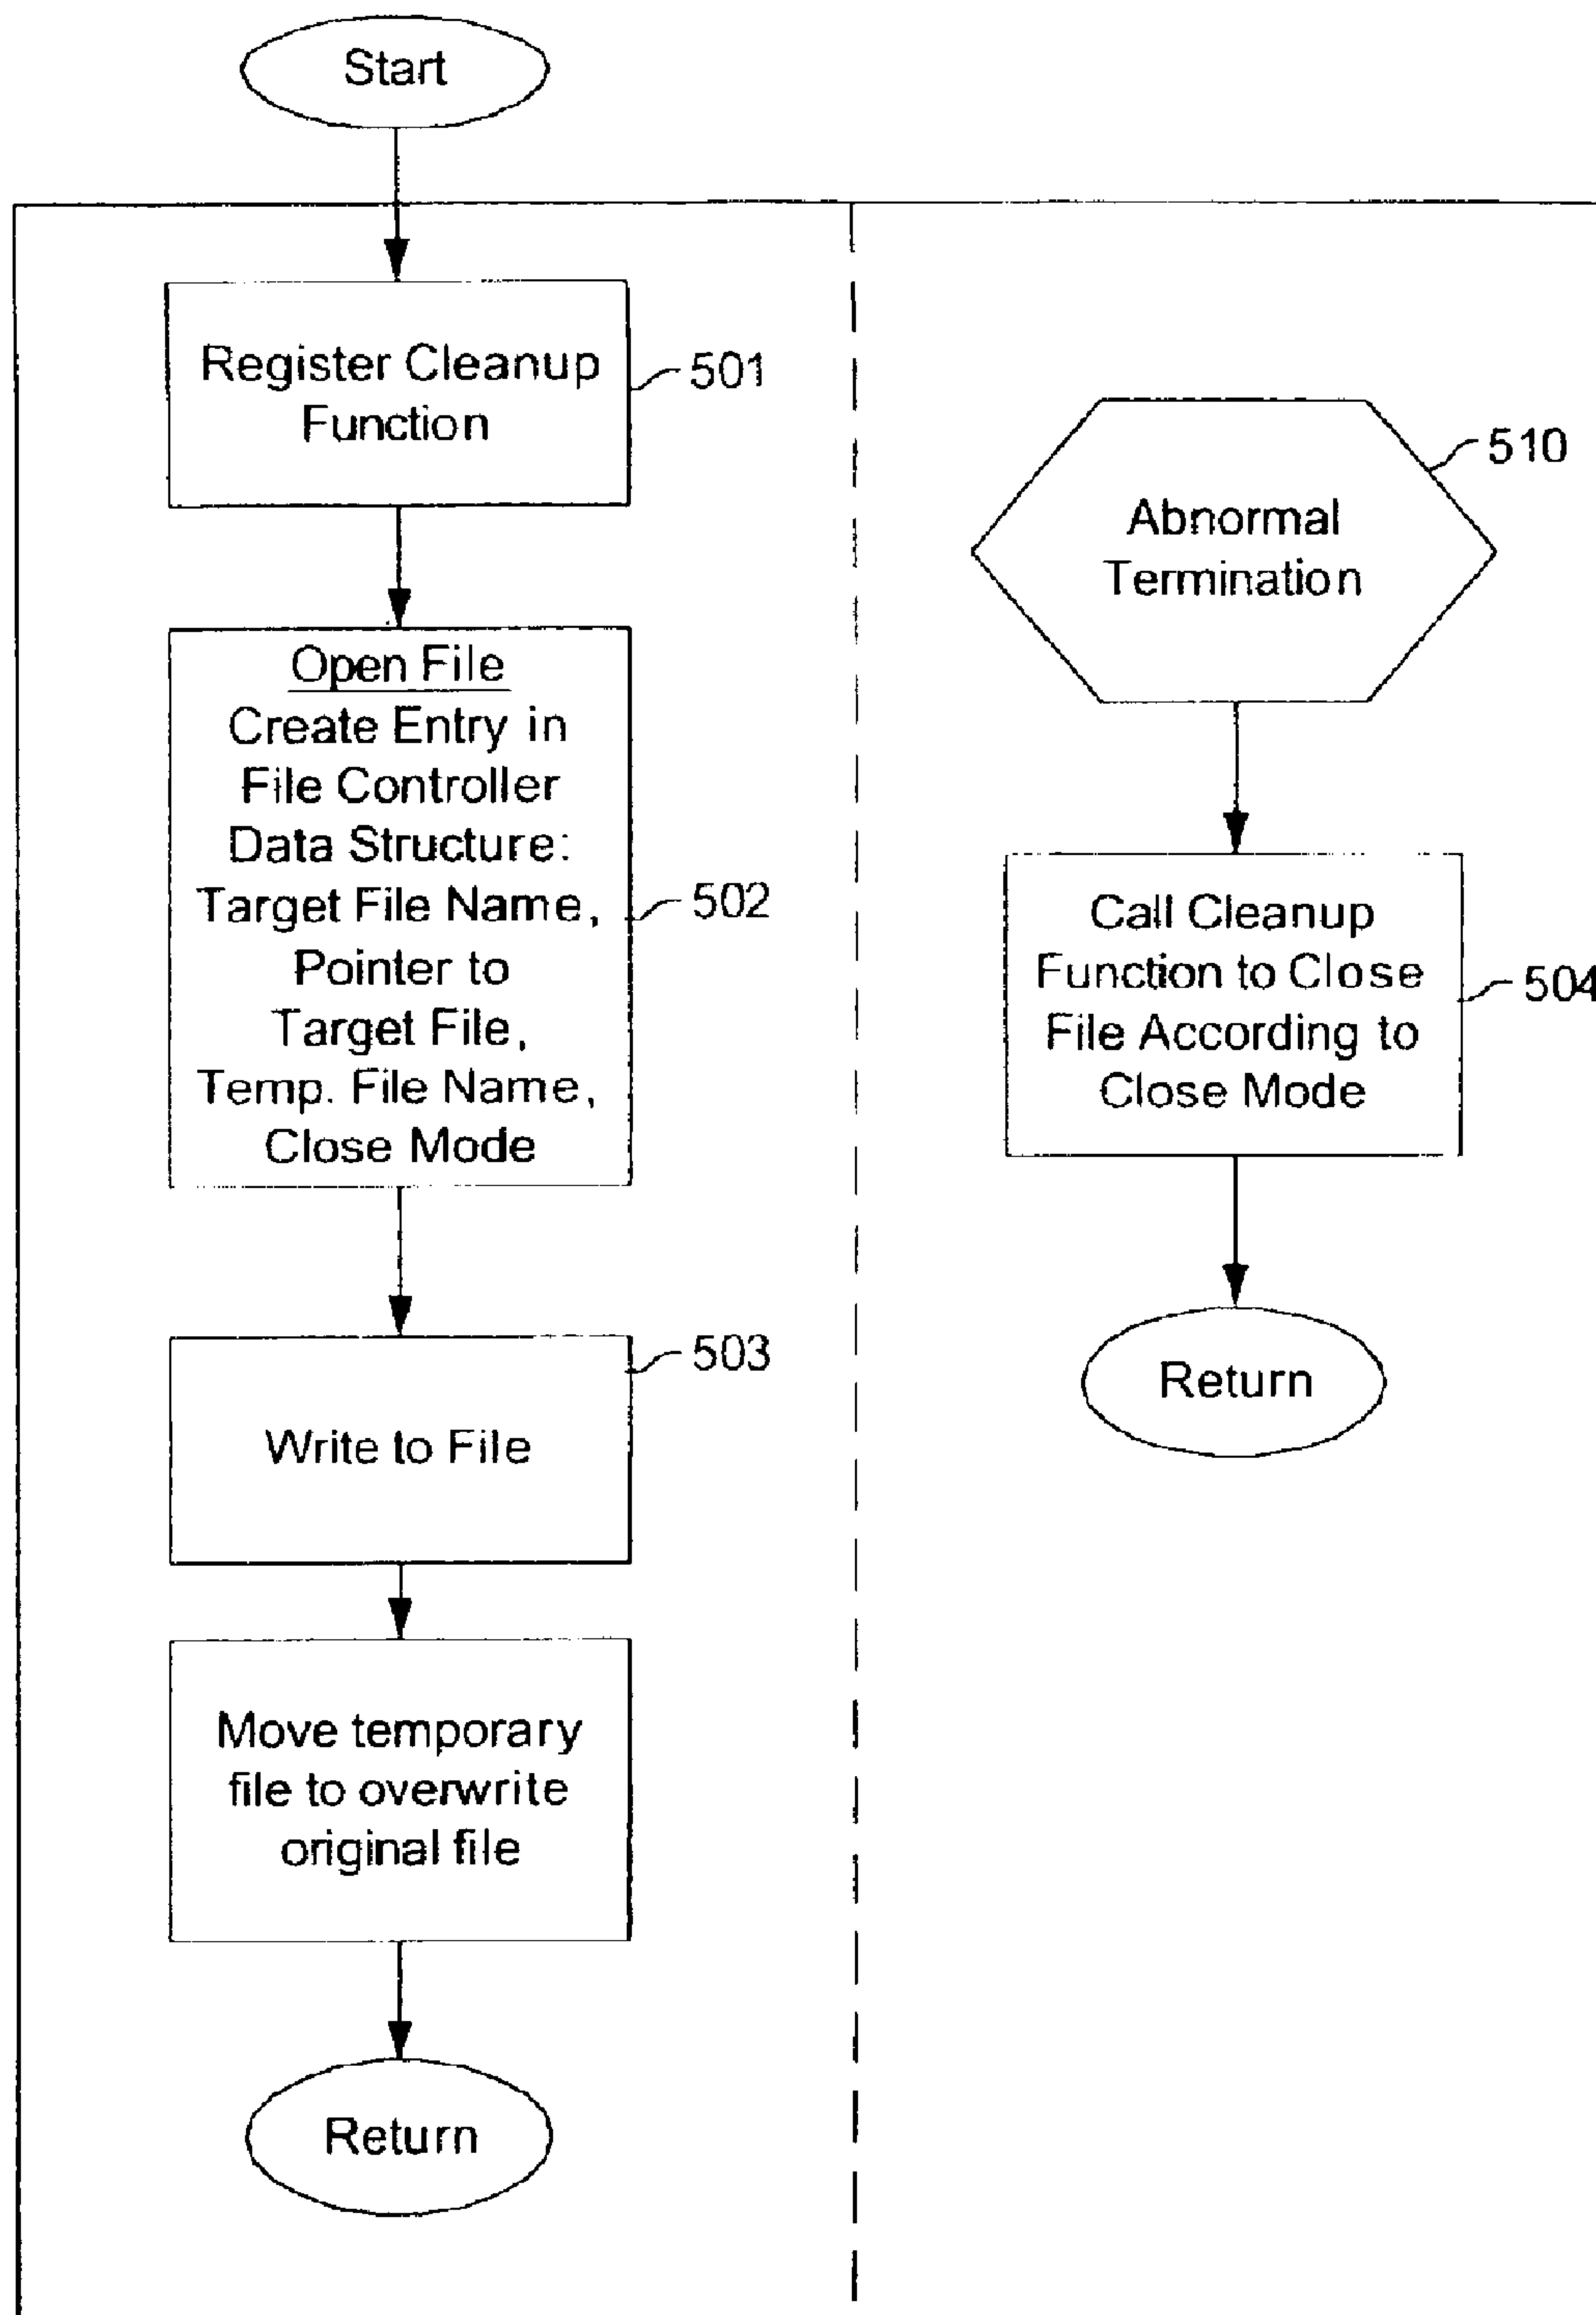 Start
Register Cleanup
Function
501
Open File
Create Entry in
File Controller
Data Structure:
Target File Name,
Pointer to
Target File,
Temp. File Name,
Close Mode
502
Write to File
503
Move temporary
file to overwrite
original file
Return
Abnormal
Termination
510
Call Cleanup
Function to Close
File According to
Close Mode
504
Return